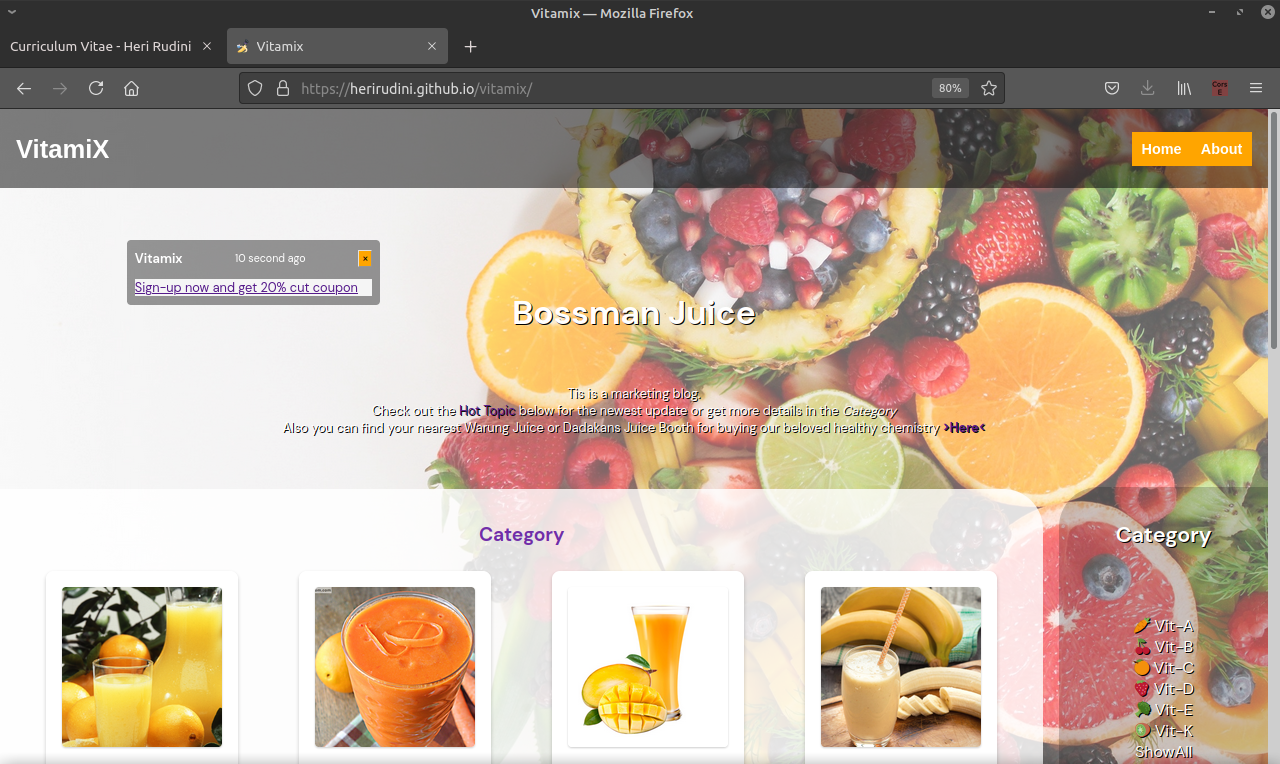 Vitamix — Mozilla Firefox
Curriculum Vitae - Heri Rudini
Vitamix
https://herirudini.github.io/vitamix/
80%
Cors E
VitamiX
Home About
Vitamix 10 second ago ×
Sign-up now and get 20% cut coupon
Bossman Juice
Tis is a marketing blog.
Check out the Hot Topic below for the newest update or get more details in the Category
Also you can find your nearest Warung Juice or Dadakans Juice Booth for buying our beloved healthy chemistry >Here<
Category
Category
Vit-A
Vit-B
Vit-C
Vit-D
Vit-E
Vit-K
ShowAll